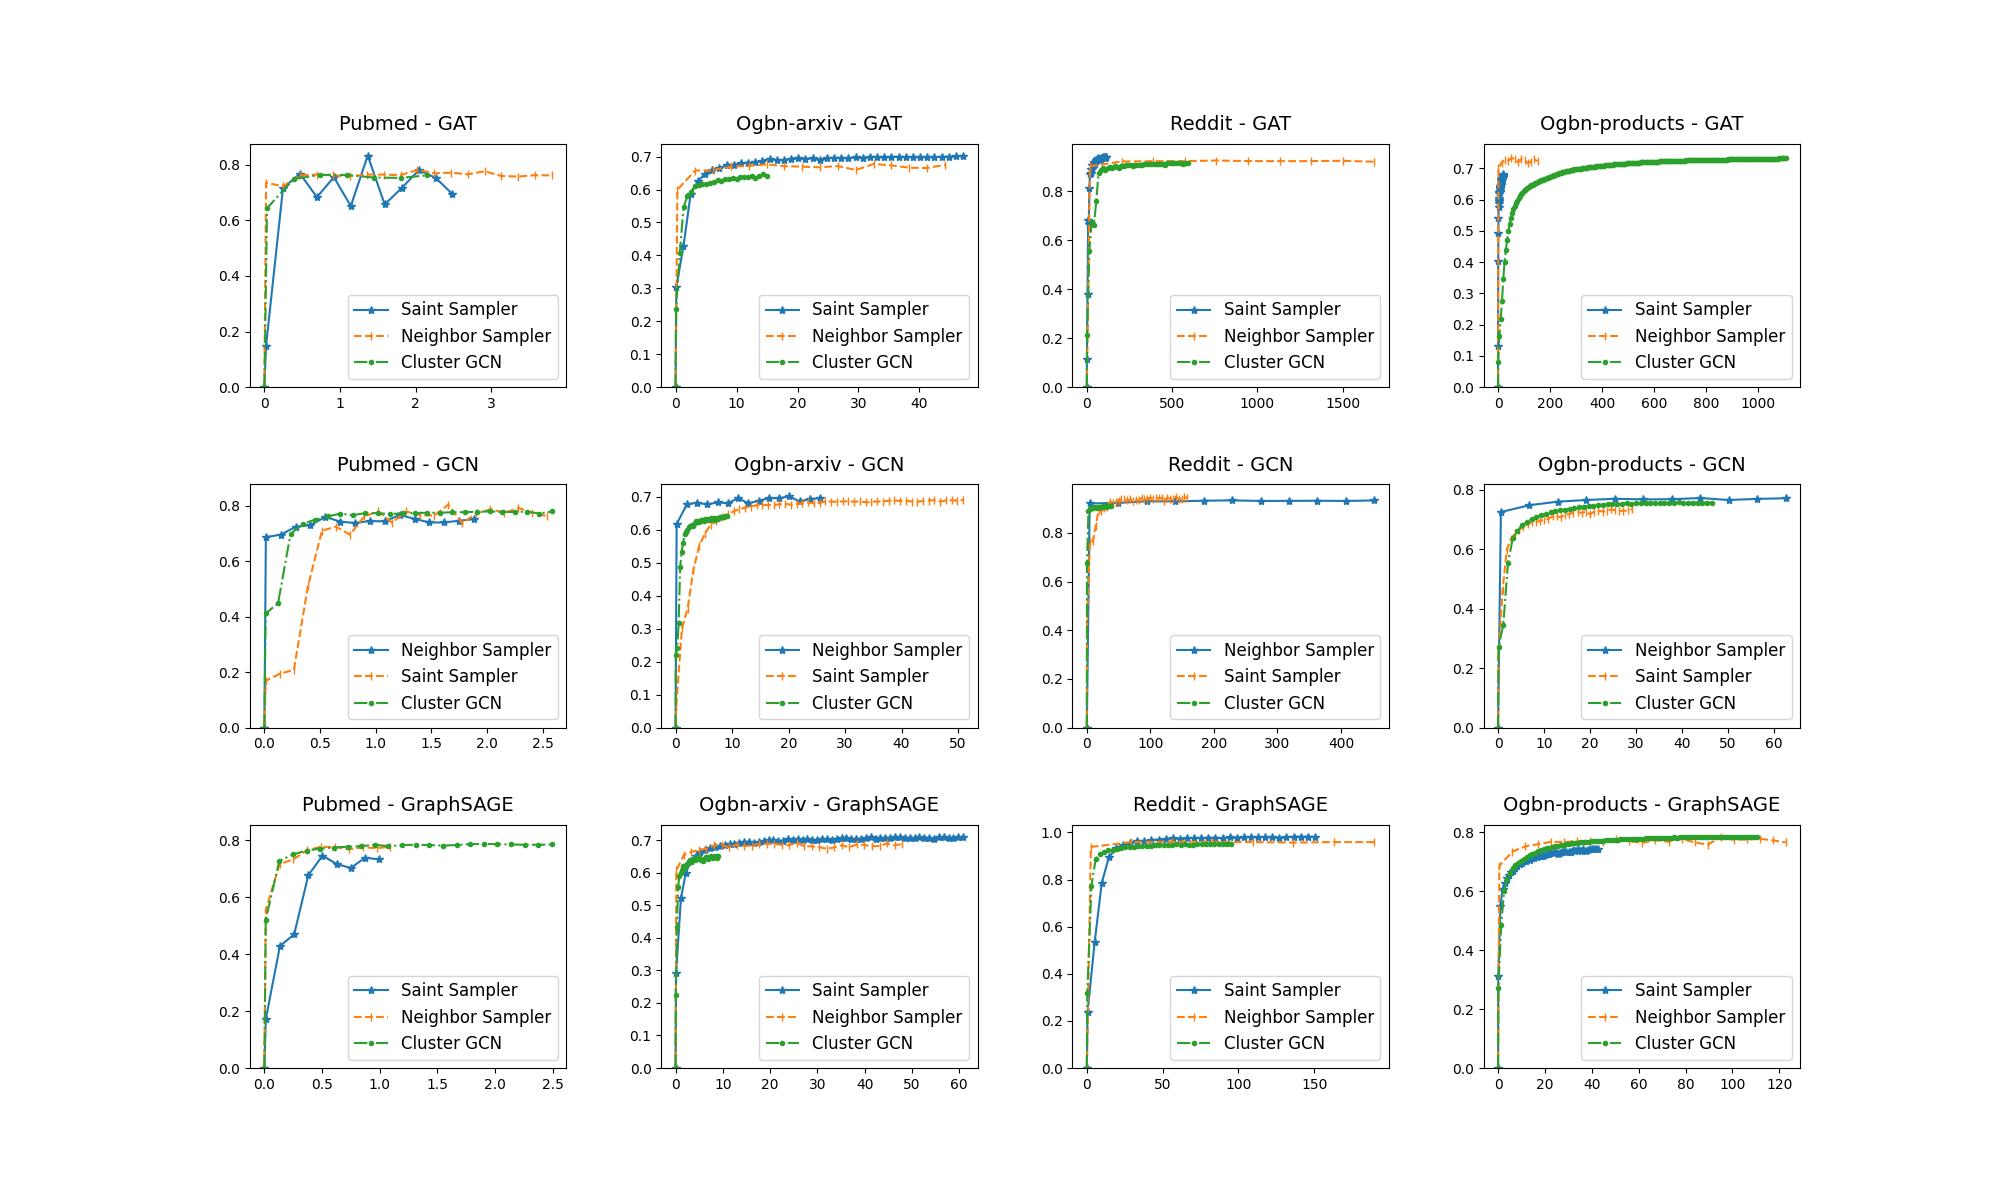 Pubmed - GAT
0.8
0.6
0.4
0.2
0.0
0 1 2 3
Saint Sampler
Neighbor Sampler
Cluster GCN
Ogbn-arxiv - GAT
0.7
0.6
0.5
0.4
0.3
0.2
0.1
0.0
0 10 20 30 40
Saint Sampler
Neighbor Sampler
Cluster GCN
Reddit - GAT
0.8
0.6
0.4
0.2
0.0
0 500 1000 1500
Saint Sampler
Neighbor Sampler
Cluster GCN
Ogbn-products - GAT
0.7
0.6
0.5
0.4
0.3
0.2
0.1
0.0
0 200 400 600 800 1000
Saint Sampler
Neighbor Sampler
Cluster GCN
Pubmed - GCN
0.8
0.6
0.4
0.2
0.0
0.0 0.5 1.0 1.5 2.0 2.5
Neighbor Sampler
Saint Sampler
Cluster GCN
Ogbn-arxiv - GCN
0.7
0.6
0.5
0.4
0.3
0.2
0.1
0.0
0 10 20 30 40 50
Neighbor Sampler
Saint Sampler
Cluster GCN
Reddit - GCN
0.8
0.6
0.4
0.2
0.0
0 100 200 300 400
Neighbor Sampler
Saint Sampler
Cluster GCN
Ogbn-products - GCN
0.8
0.6
0.4
0.2
0.0
0 10 20 30 40 50 60
Neighbor Sampler
Saint Sampler
Cluster GCN
Pubmed - GraphSAGE
0.8
0.6
0.4
0.2
0.0
0.0 0.5 1.0 1.5 2.0 2.5
Saint Sampler
Neighbor Sampler
Cluster GCN
Ogbn-arxiv - GraphSAGE
0.7
0.6
0.5
0.4
0.3
0.2
0.1
0.0
0 10 20 30 40 50 60
Saint Sampler
Neighbor Sampler
Cluster GCN
Reddit - GraphSAGE
1.0
0.8
0.6
0.4
0.2
0.0
0 50 100 150
Saint Sampler
Neighbor Sampler
Cluster GCN
Ogbn-products - GraphSAGE
0.8
0.6
0.4
0.2
0.0
0 20 40 60 80 100 120
Saint Sampler
Neighbor Sampler
Cluster GCN